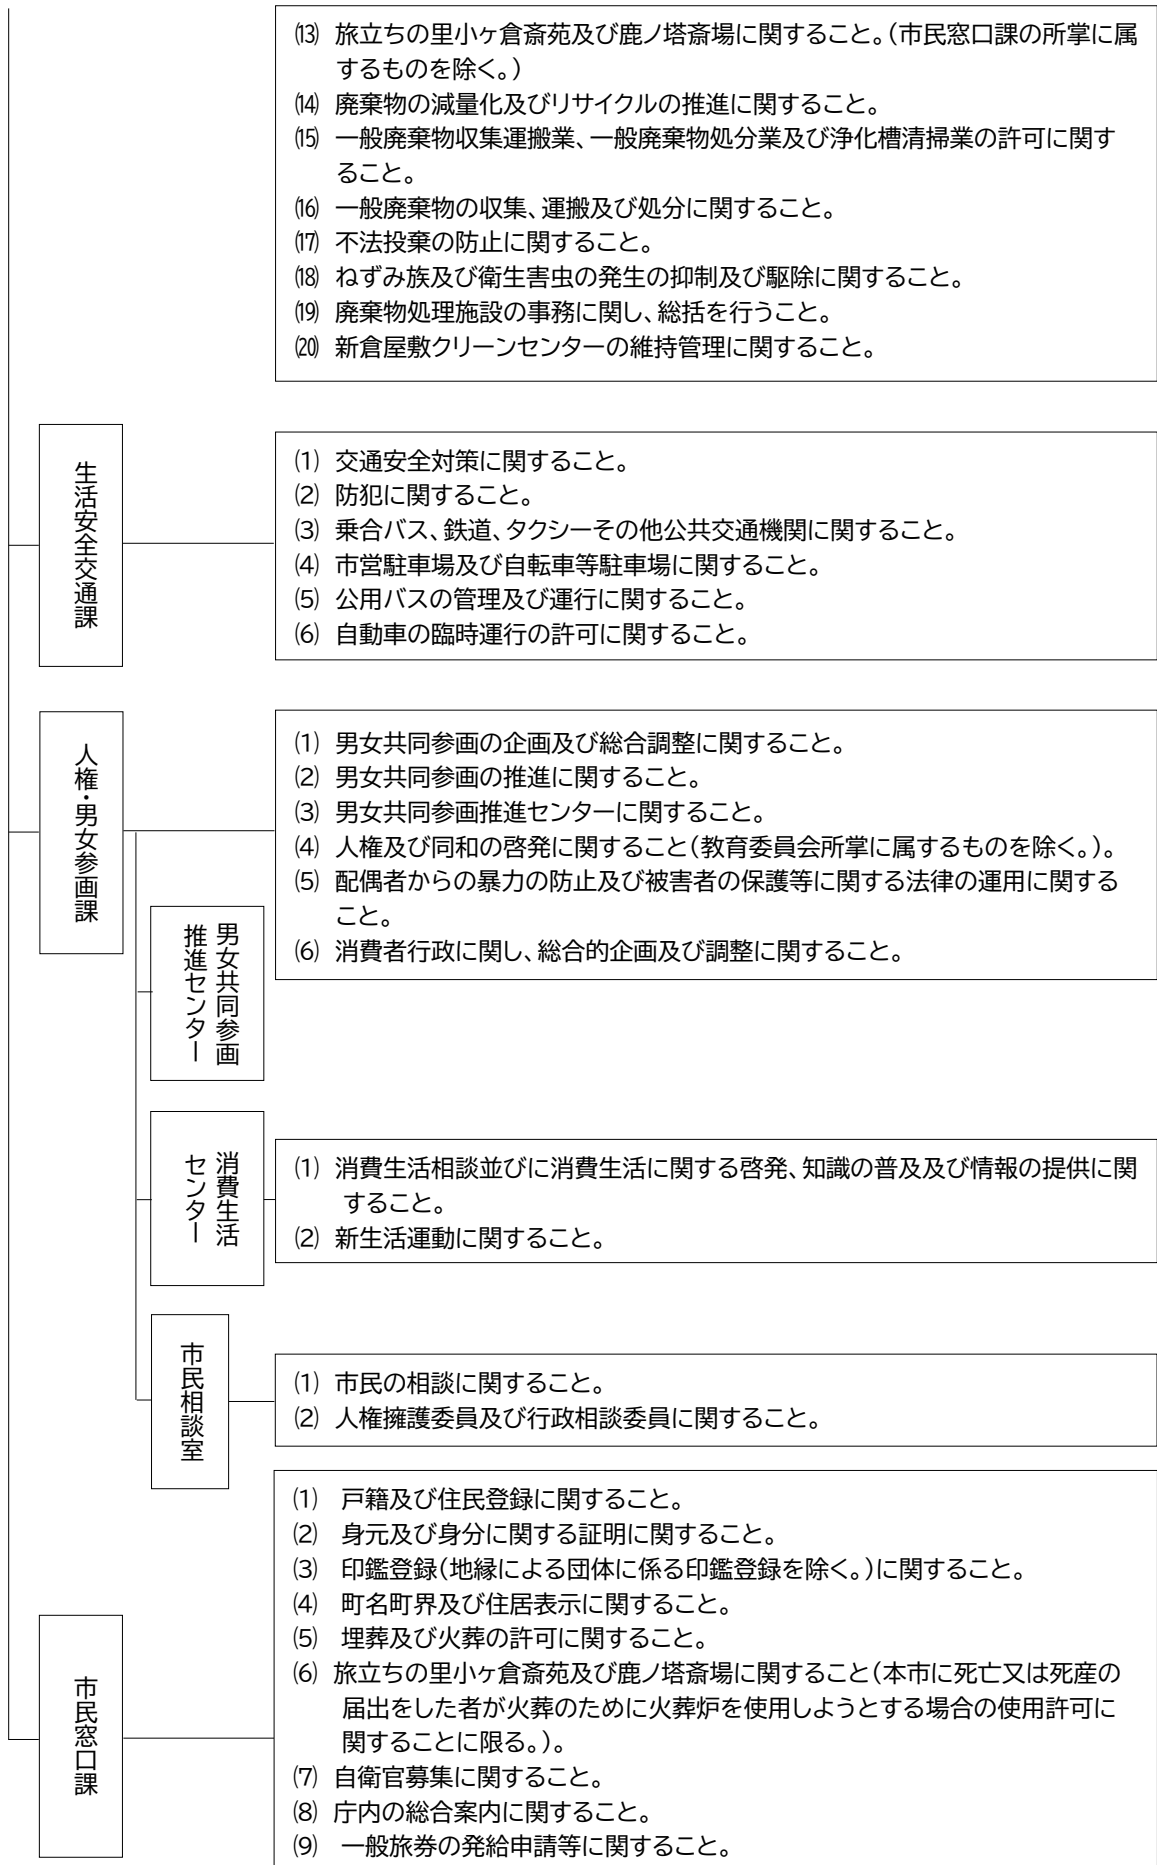 ⒀ 旅立ちの里小ヶ倉斎苑及び鹿ノ塔斎場に関すること。(市民窓口課の所掌に属
するものを除く。)
⒁ 廃棄物の減量化及びリサイクルの推進に関すること。
⒂ 一般廃棄物収集運搬業、一般廃棄物処分業及び浄化槽清掃業の許可に関す
ること。
⒃ 一般廃棄物の収集、運搬及び処分に関すること。
⒄ 不法投棄の防止に関すること。
⒅ ねずみ族及び衛生害虫の発生の抑制及び駆除に関すること。
⒆ 廃棄物処理施設の事務に関し、総括を行うこと。
⒇ 新倉屋敷クリーンセンターの維持管理に関すること。
生活安全交通課
⑴ 交通安全対策に関すること。
⑵ 防犯に関すること。
⑶ 乗合バス、鉄道、タクシーその他公共交通機関に関すること。
⑷ 市営駐車場及び自転車等駐車場に関すること。
⑸ 公用バスの管理及び運行に関すること。
⑹ 自動車の臨時運行の許可に関すること。
人権・男女参画課
⑴ 男女共同参画の企画及び総合調整に関すること。
⑵ 男女共同参画の推進に関すること。
⑶ 男女共同参画推進センターに関すること。
⑷ 人権及び同和の啓発に関すること(教育委員会所掌に属するものを除く。)。
⑸ 配偶者からの暴力の防止及び被害者の保護等に関する法律の運用に関する
こと。
⑹ 消費者行政に関し、総合的企画及び調整に関すること。
男女共同参画
推進センター
消費生活
センター
⑴ 消費生活相談並びに消費生活に関する啓発、知識の普及及び情報の提供に関
すること。
⑵ 新生活運動に関すること。
市民相談室
⑴ 市民の相談に関すること。
⑵ 人権擁護委員及び行政相談委員に関すること。
市民窓口課
⑴ 戸籍及び住民登録に関すること。
⑵ 身元及び身分に関する証明に関すること。
⑶ 印鑑登録(地縁による団体に係る印鑑登録を除く。)に関すること。
⑷ 町名町界及び住居表示に関すること。
⑸ 埋葬及び火葬の許可に関すること。
⑹ 旅立ちの里小ヶ倉斎苑及び鹿ノ塔斎場に関すること(本市に死亡又は死産の
届出をした者が火葬のために火葬炉を使用しようとする場合の使用許可に
関することに限る。)。
⑺ 自衛官募集に関すること。
⑻ 庁内の総合案内に関すること。
⑼ 一般旅券の発給申請等に関すること。